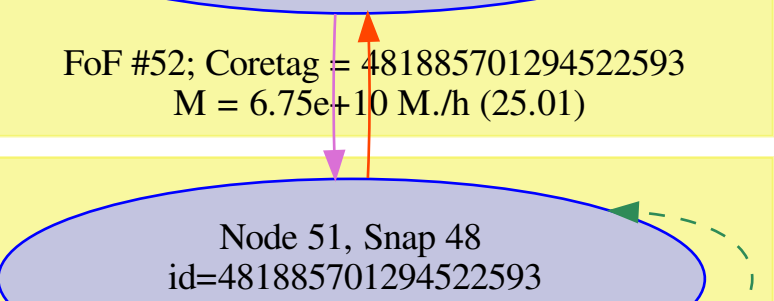 FoF #52; Coretag = 481885701294522593
M = 6.75e+10 M./h (25.01)
Node 51, Snap 48
id=481885701294522593